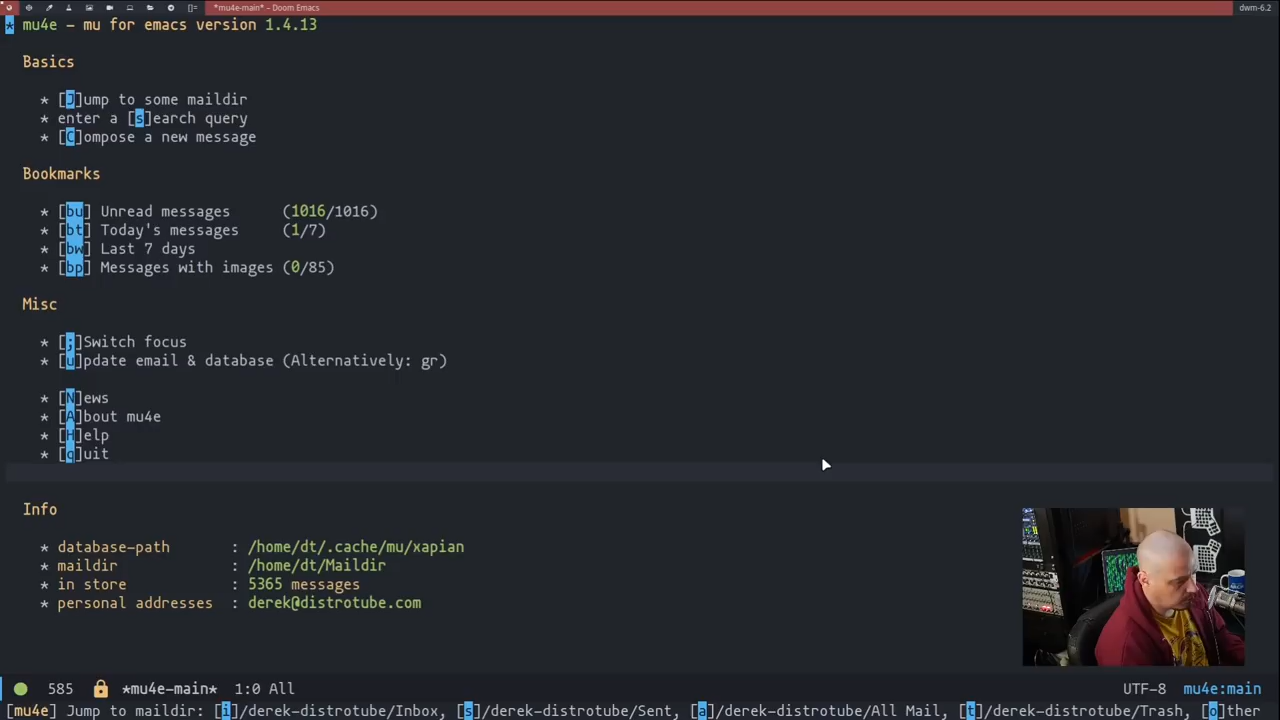 *mu4e-main* - Doom Emacs
dwm-6.2
* mu4e - mu for emacs version 1.4.13
Basics
* [J]ump to some maildir
* enter a [s]earch query
* [C]ompose a new message
Bookmarks
* [bu] Unread messages (1016/1016)
* [bt] Today's messages (1/7)
* [bw] Last 7 days
* [bp] Messages with images (0/85)
Misc
* [;]Switch focus
* [u]pdate email & database (Alternatively: gr)
* [N]ews
* [A]bout mu4e
* [H]elp
* [q]uit
Info
* database-path : /home/dt/.cache/mu/xapian
* maildir : /home/dt/Maildir
* in store : 5365 messages
* personal addresses : derek@distrotube.com
585 *mu4e-main* 1:0 All UTF-8 mu4e:main
[mu4e] Jump to maildir: [i]/derek-distrotube/Inbox, [s]/derek-distrotube/Sent, [a]/derek-distrotube/All Mail, [t]/derek-distrotube/Trash, [o]ther